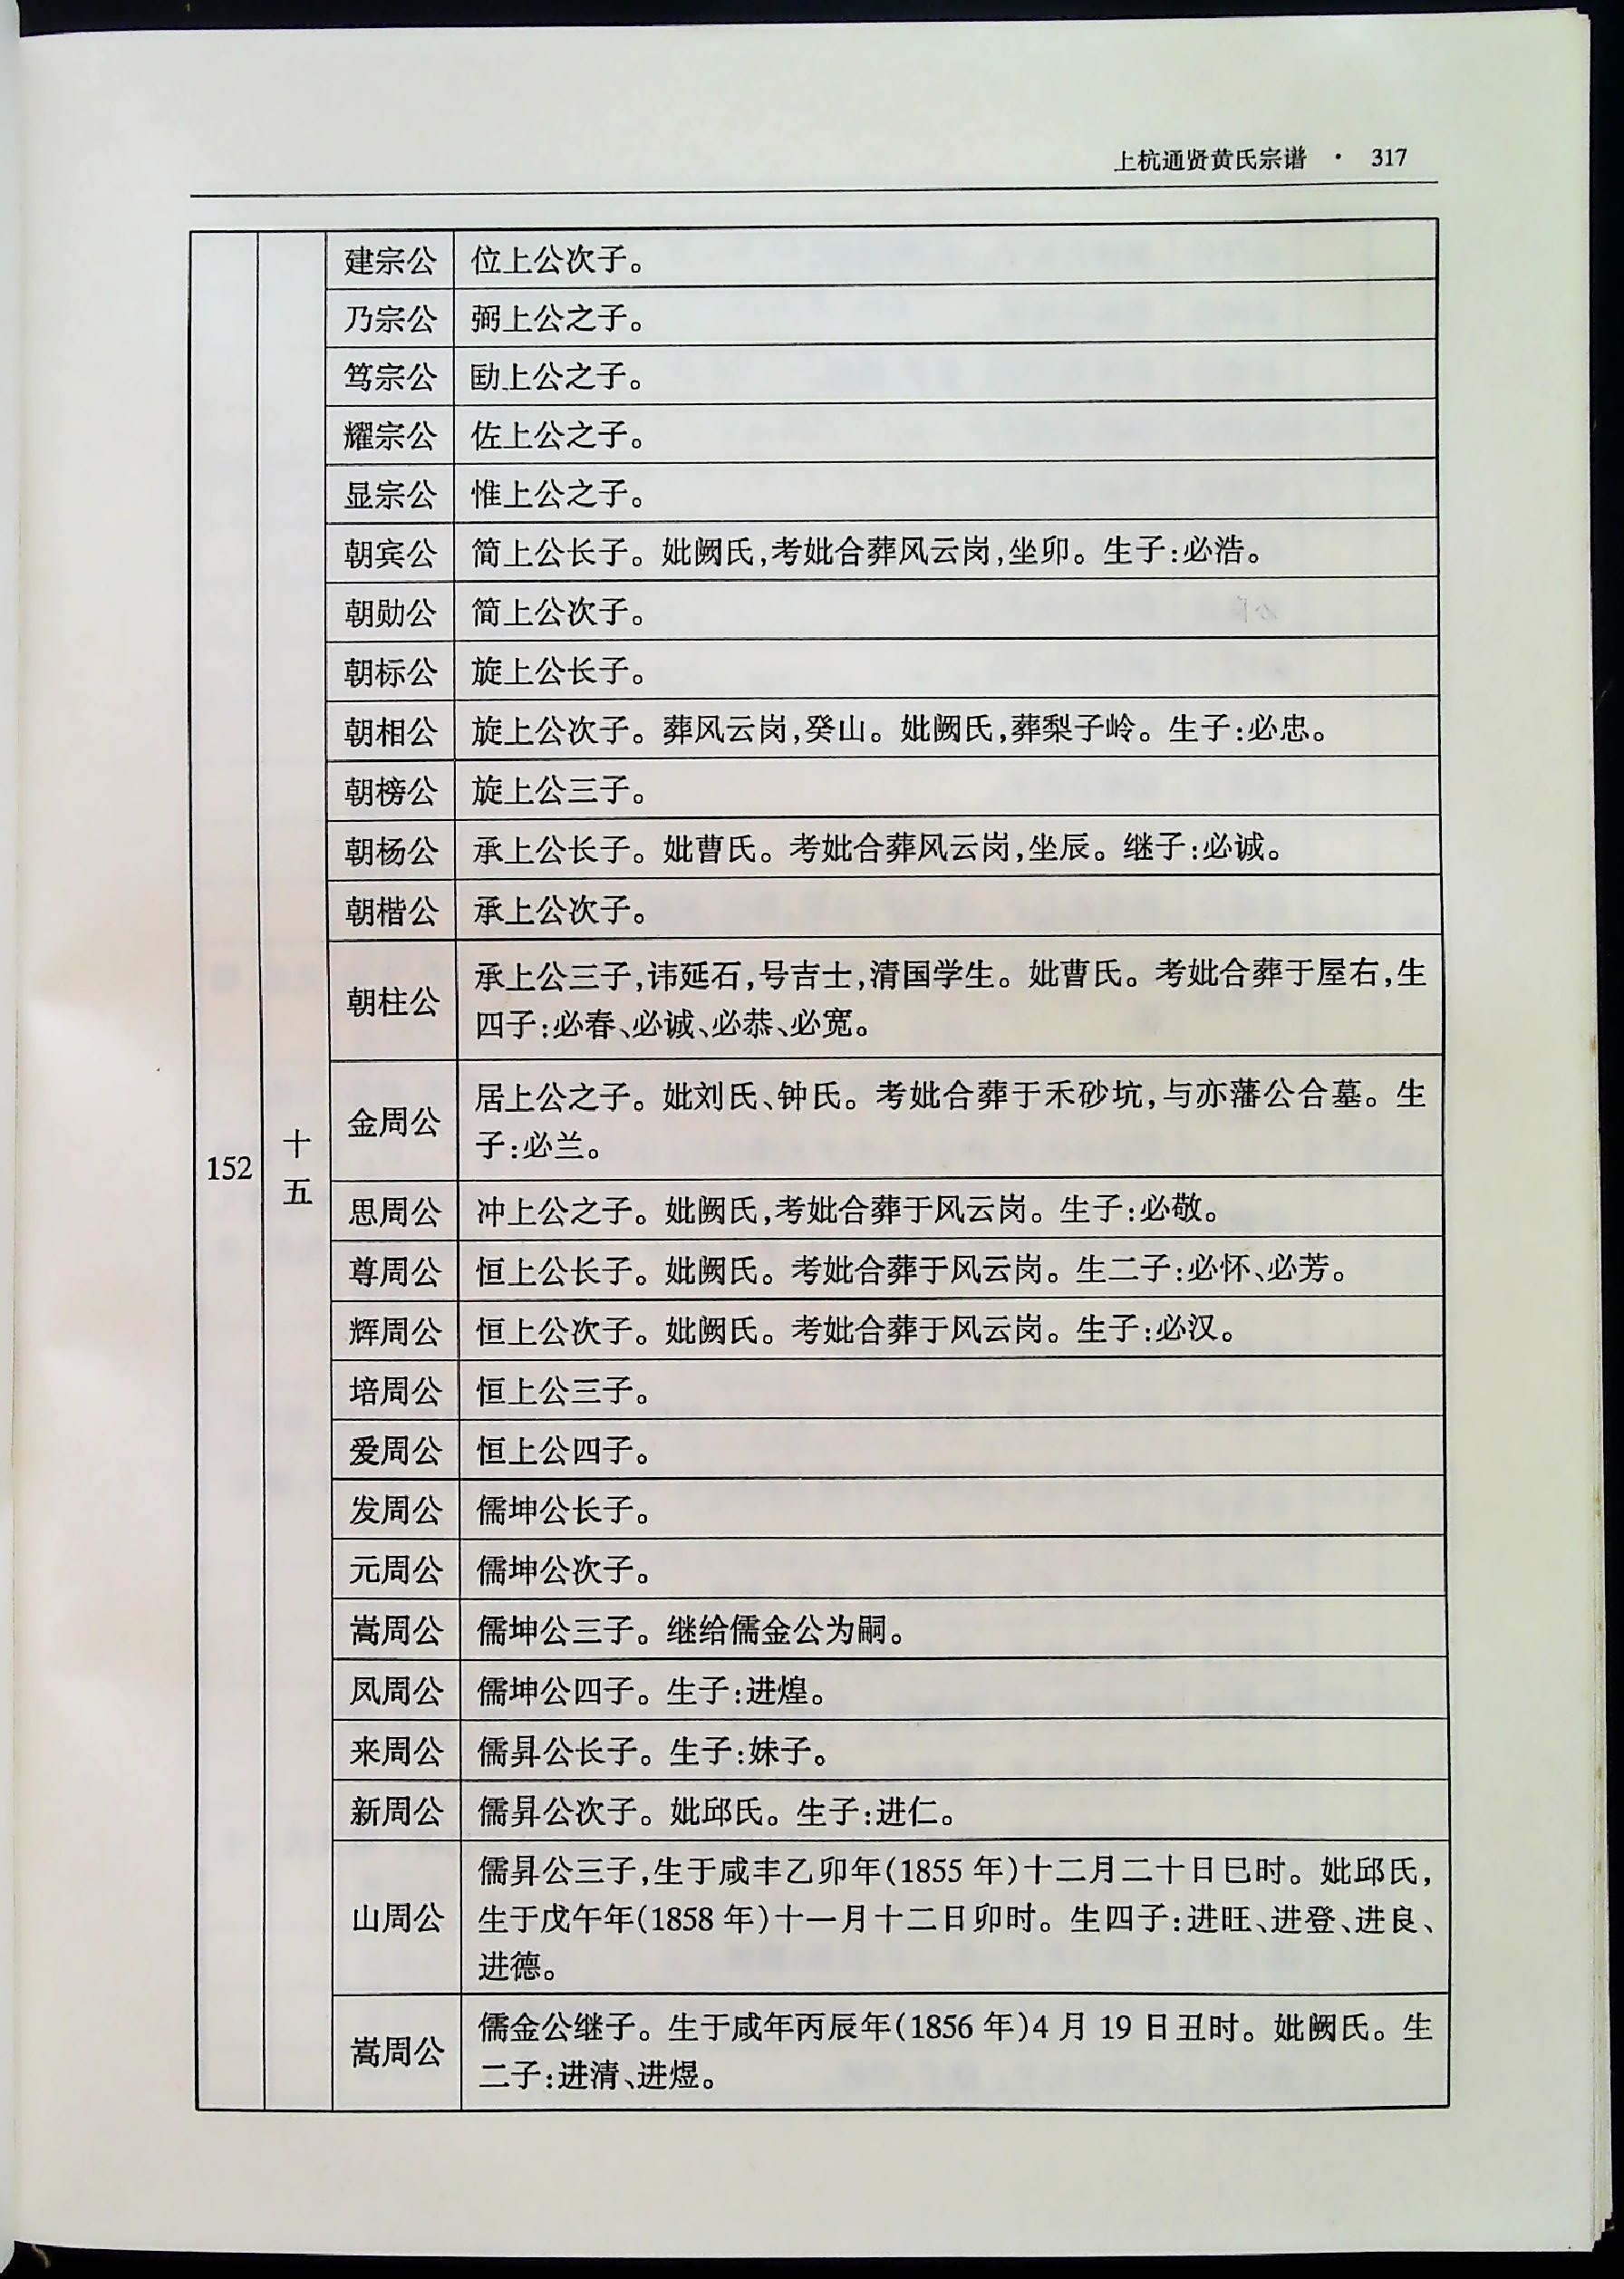 上杭通贤黄氏宗谱 · 317
152
十五
建宗公 位上公次子。
乃宗公 弼上公之子。
笃宗公 劻上公之子。
耀宗公 佐上公之子。
显宗公 惟上公之子。
朝宾公 简上公长子。妣阙氏,考妣合葬风云岗,坐卯。生子:必浩。
朝勋公 简上公次子。
朝标公 旋上公长子。
朝相公 旋上公次子。葬风云岗,癸山。妣阙氏,葬梨子岭。生子:必忠。
朝榜公 旋上公三子。
朝杨公 承上公长子。妣曹氏。考妣合葬风云岗,坐辰。继子:必诚。
朝楷公 承上公次子。
朝柱公 承上公三子,讳延石,号吉士,清国学生。妣曹氏。考妣合葬于屋右,生
四子:必春、必诚、必恭、必宽。
金周公 居上公之子。妣刘氏、钟氏。考妣合葬于禾砂坑,与亦藩公合墓。生
子:必兰。
思周公 冲上公之子。妣阙氏,考妣合葬于风云岗。生子:必敬。
尊周公 恒上公长子。妣阙氏。考妣合葬于风云岗。生二子:必怀、必芳。
辉周公 恒上公次子。妣阙氏。考妣合葬于风云岗。生子:必汉。
培周公 恒上公三子。
爱周公 恒上公四子。
发周公 儒坤公长子。
元周公 儒坤公次子。
嵩周公 儒坤公三子。继给儒金公为嗣。
凤周公 儒坤公四子。生子:进煌。
来周公 儒昇公长子。生子:妹子。
新周公 儒昇公次子。妣邱氏。生子:进仁。
山周公 儒昇公三子,生于咸丰乙卯年(1855 年)十二月二十日巳时。妣邱氏,
生于戊午年(1858 年)十一月十二日卯时。生四子:进旺、进登、进良、
进德。
嵩周公 儒金公继子。生于咸年丙辰年(1856 年)4 月 19 日丑时。妣阙氏。生
二子:进清、进煜。